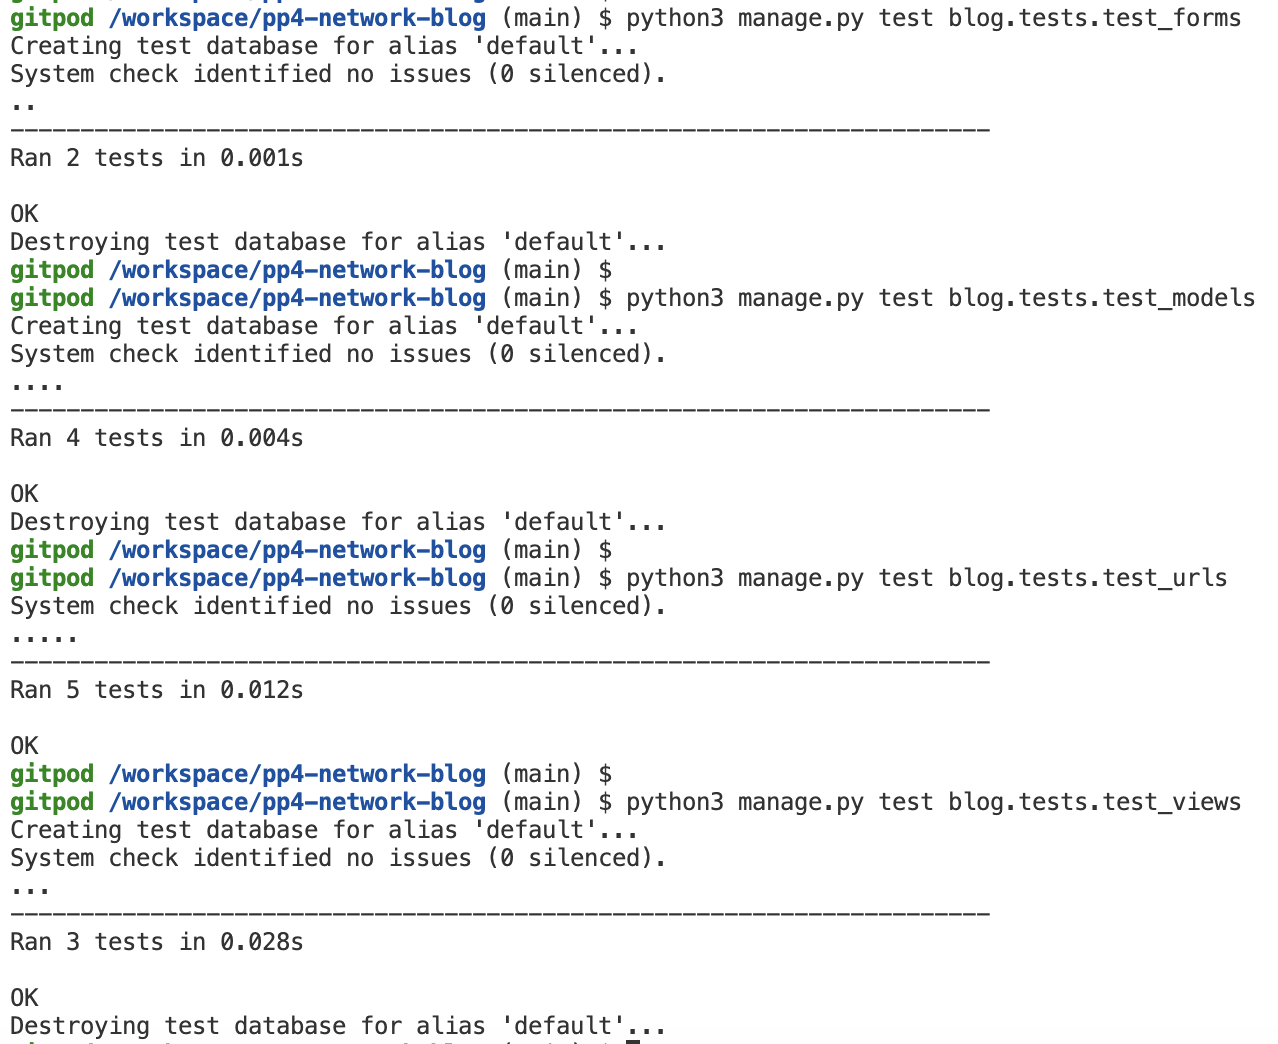 gitpod /workspace/pp4-network-blog (main) $ python3 manage.py test blog.tests.test_forms
Creating test database for alias 'default'...
System check identified no issues (0 silenced).
..
----------------------------------------------------------------------
Ran 2 tests in 0.001s

OK
Destroying test database for alias 'default'...
gitpod /workspace/pp4-network-blog (main) $
gitpod /workspace/pp4-network-blog (main) $ python3 manage.py test blog.tests.test_models
Creating test database for alias 'default'...
System check identified no issues (0 silenced).
....
----------------------------------------------------------------------
Ran 4 tests in 0.004s

OK
Destroying test database for alias 'default'...
gitpod /workspace/pp4-network-blog (main) $
gitpod /workspace/pp4-network-blog (main) $ python3 manage.py test blog.tests.test_urls
System check identified no issues (0 silenced).
.....
----------------------------------------------------------------------
Ran 5 tests in 0.012s

OK
gitpod /workspace/pp4-network-blog (main) $
gitpod /workspace/pp4-network-blog (main) $ python3 manage.py test blog.tests.test_views
Creating test database for alias 'default'...
System check identified no issues (0 silenced).
...
----------------------------------------------------------------------
Ran 3 tests in 0.028s

OK
Destroying test database for alias 'default'...